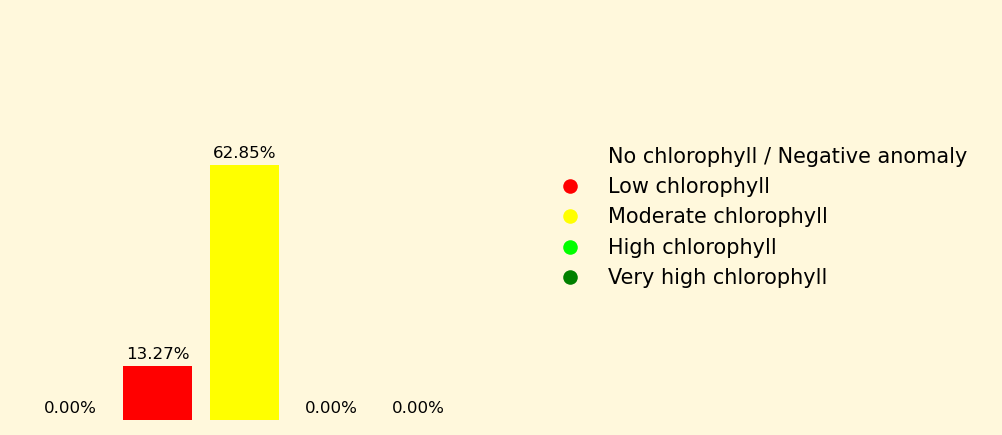 62.85%
13.27%
0.00%
0.00%
0.00%
No chlorophyll / Negative anomaly
Low chlorophyll
Moderate chlorophyll
High chlorophyll
Very high chlorophyll